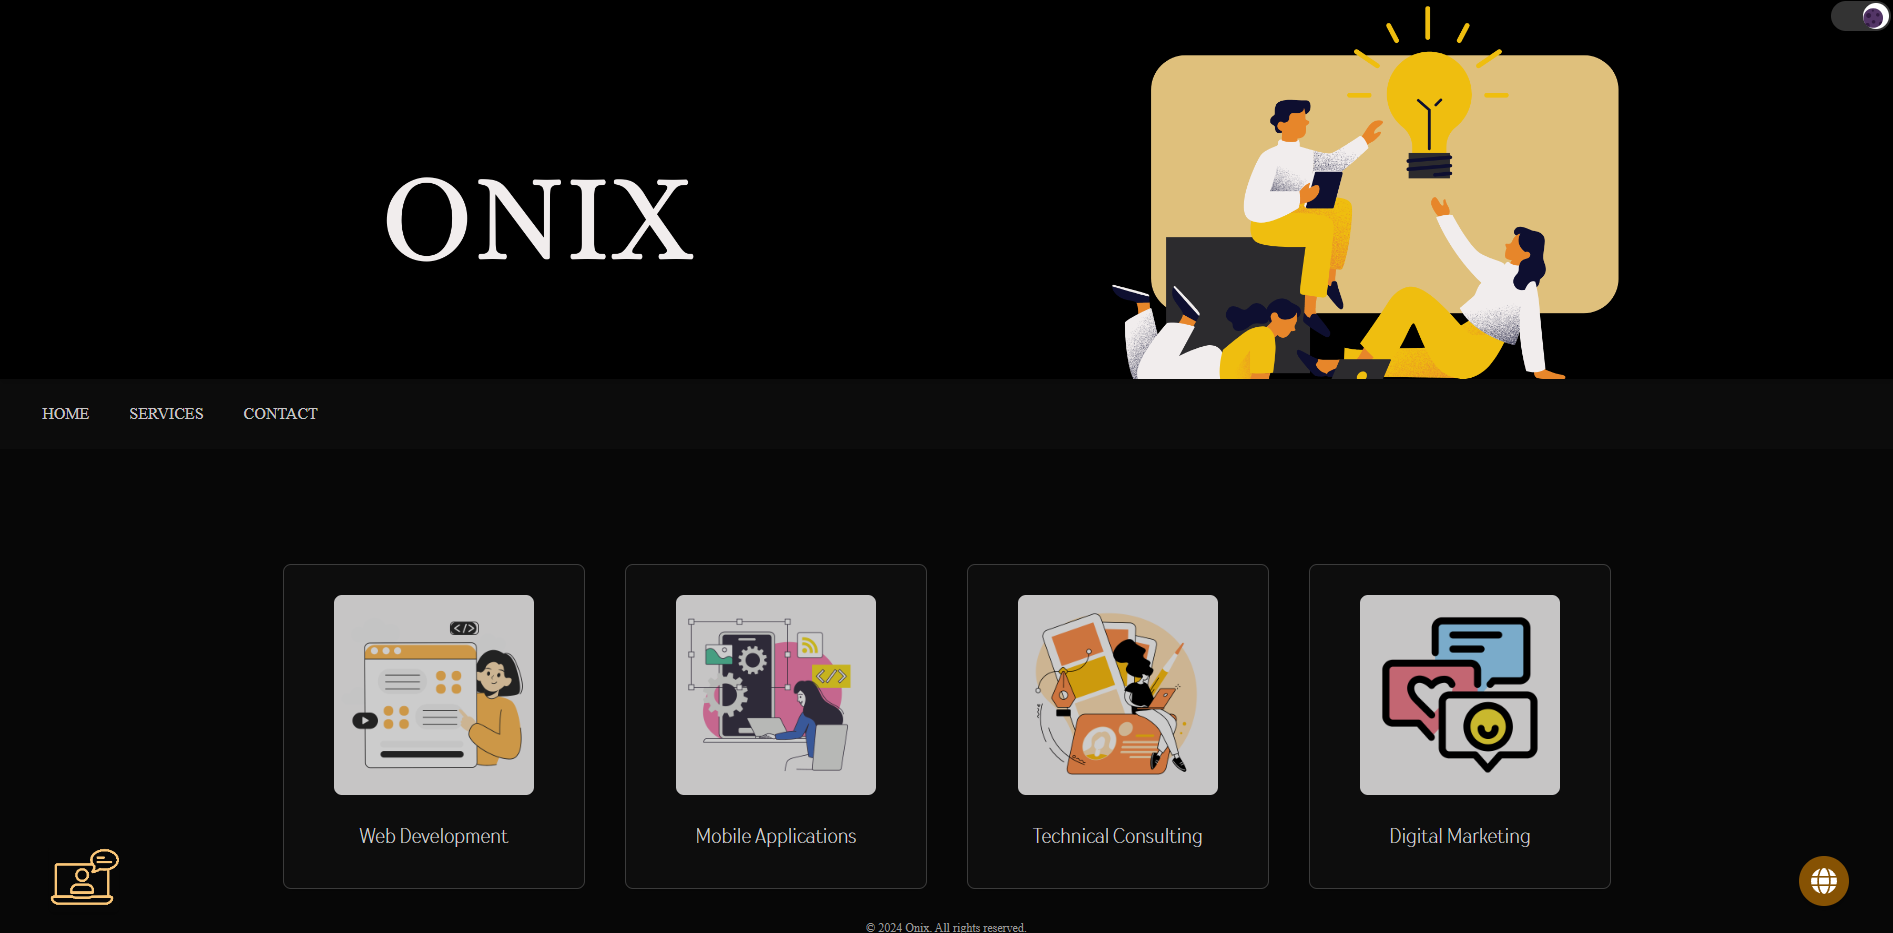 ONIX
HOME
SERVICES
CONTACT
</>
</>
Web Development
Mobile Applications
Technical Consulting
Digital Marketing
© 2024 Onix. All rights reserved.